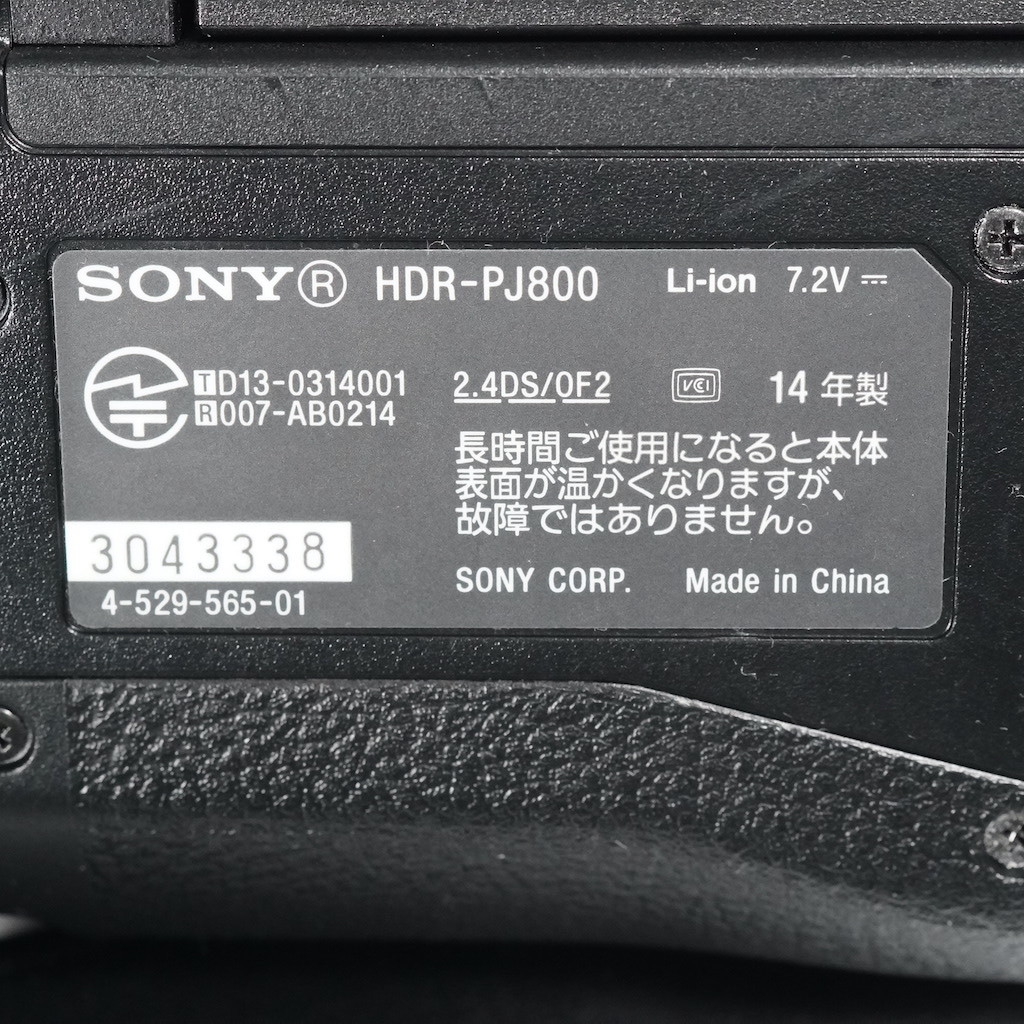 SONY® HDR-PJ800 Li-ion 7.2V ⎓
T D13-0314001 2.4DS/OF2 VCI 14 年製
R 007-AB0214
長時間ご使用になると本体
表面が温かくなりますが、
故障ではありません。
3043338
4-529-565-01
SONY CORP. Made in China